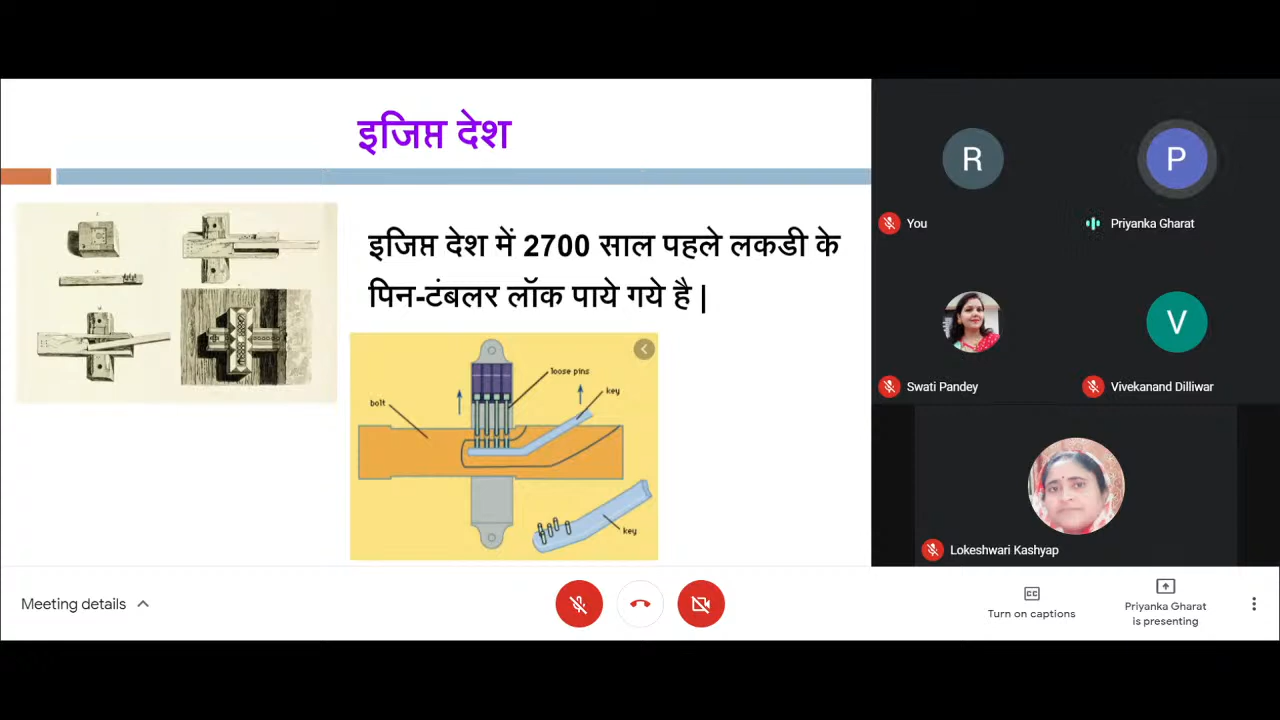 इजिप्त देश
इजिप्त देश में 2700 साल पहले लकडी के
पिन-टंबलर लॉक पाये गये है |
loose pins
key
bolt
key
R
You
P
Priyanka Gharat
Swati Pandey
V
Vivekanand Dilliwar
Lokeshwari Kashyap
Meeting details
CC
Turn on captions
Priyanka Gharat
is presenting